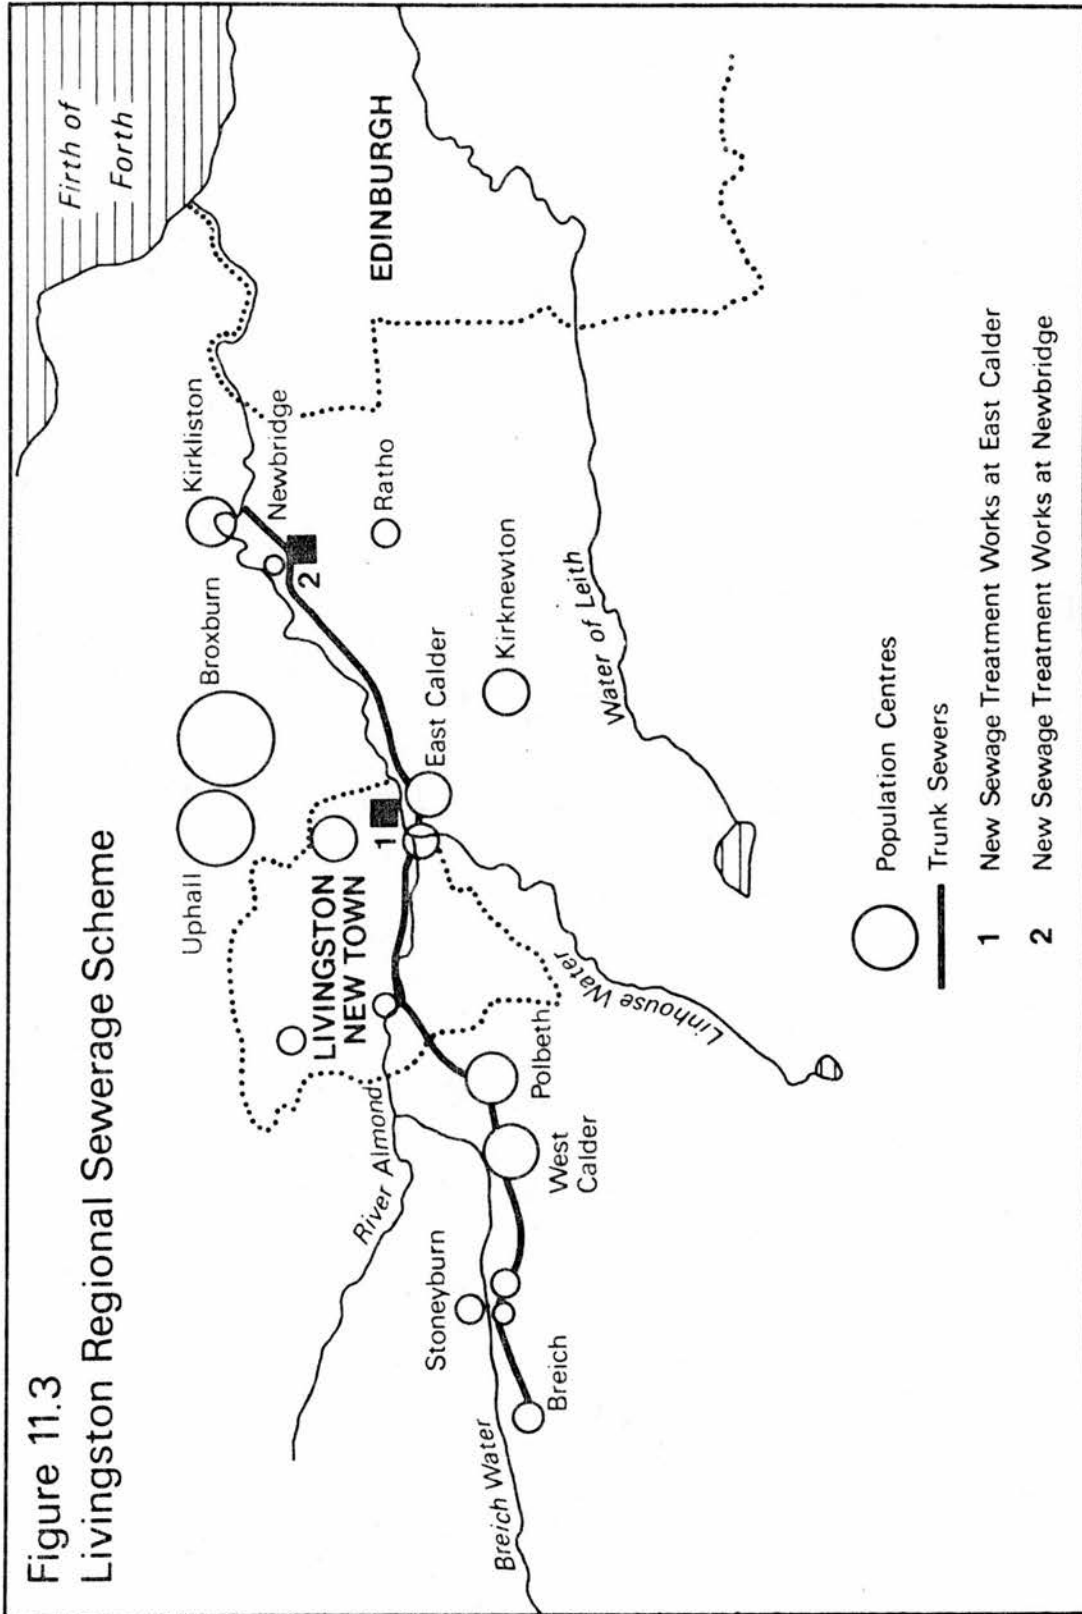 Figure 11.3
Livingston Regional Sewerage Scheme
Firth of
Forth
Kirkliston
Newbridge
EDINBURGH
Broxburn
Uphall
2
Ratho
LIVINGSTON
NEW TOWN
1
East Calder
Kirknewton
River Almond
Polbeth
West
Calder
Stoneyburn
Breich
Breich Water
Linhouse Water
Water of Leith
Population Centres
Trunk Sewers
1 New Sewage Treatment Works at East Calder
2 New Sewage Treatment Works at Newbridge